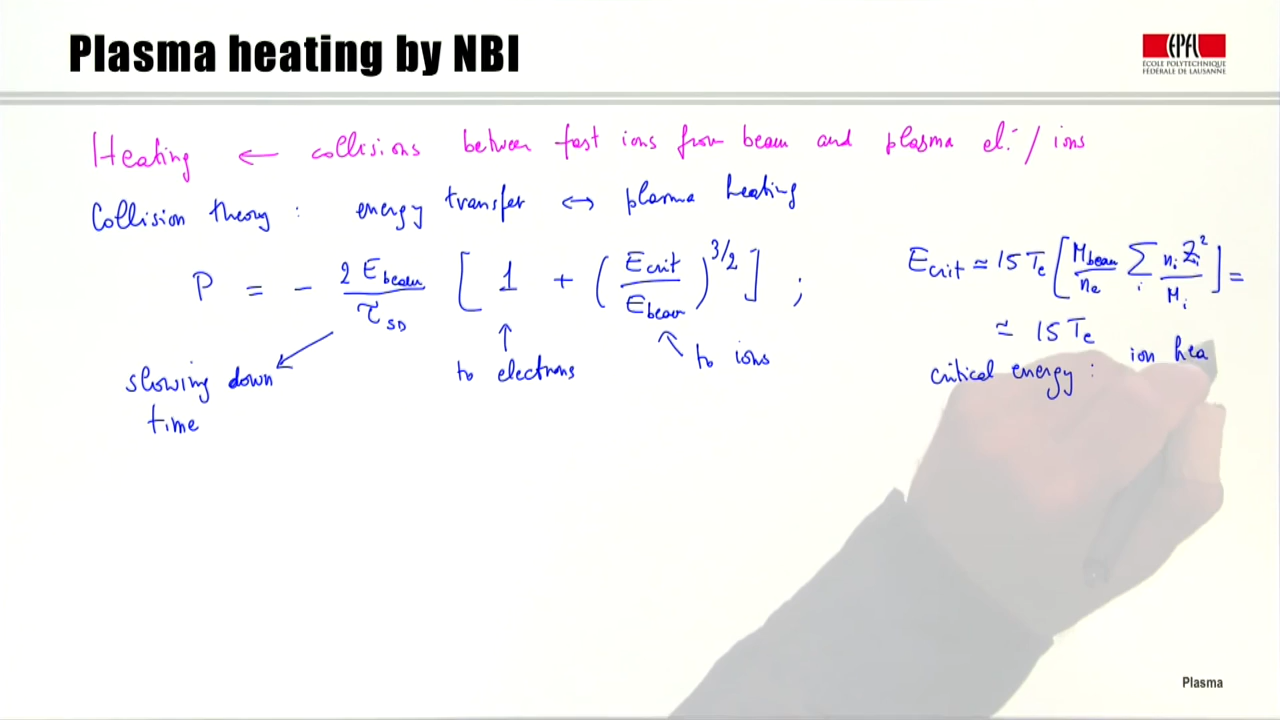 Plasma heating by NBI
EPFL
ÉCOLE POLYTECHNIQUE
FÉDÉRALE DE LAUSANNE
Heating ← collisions between fast ions from beam and plasma el. / ions
Collision theory : energy transfer ↔ plasma heating
P = - 2 E_beam / τ_SD [ 1 + ( E_crit / E_beam )^3/2 ] ;
E_crit ≃ 15 T_e [ M_beam / n_e Σ_i n_i Z_i^2 / M_i ] =
≃ 15 T_e
slowing down
time
to electrons
to ions
critical energy : ion hea
Plasma